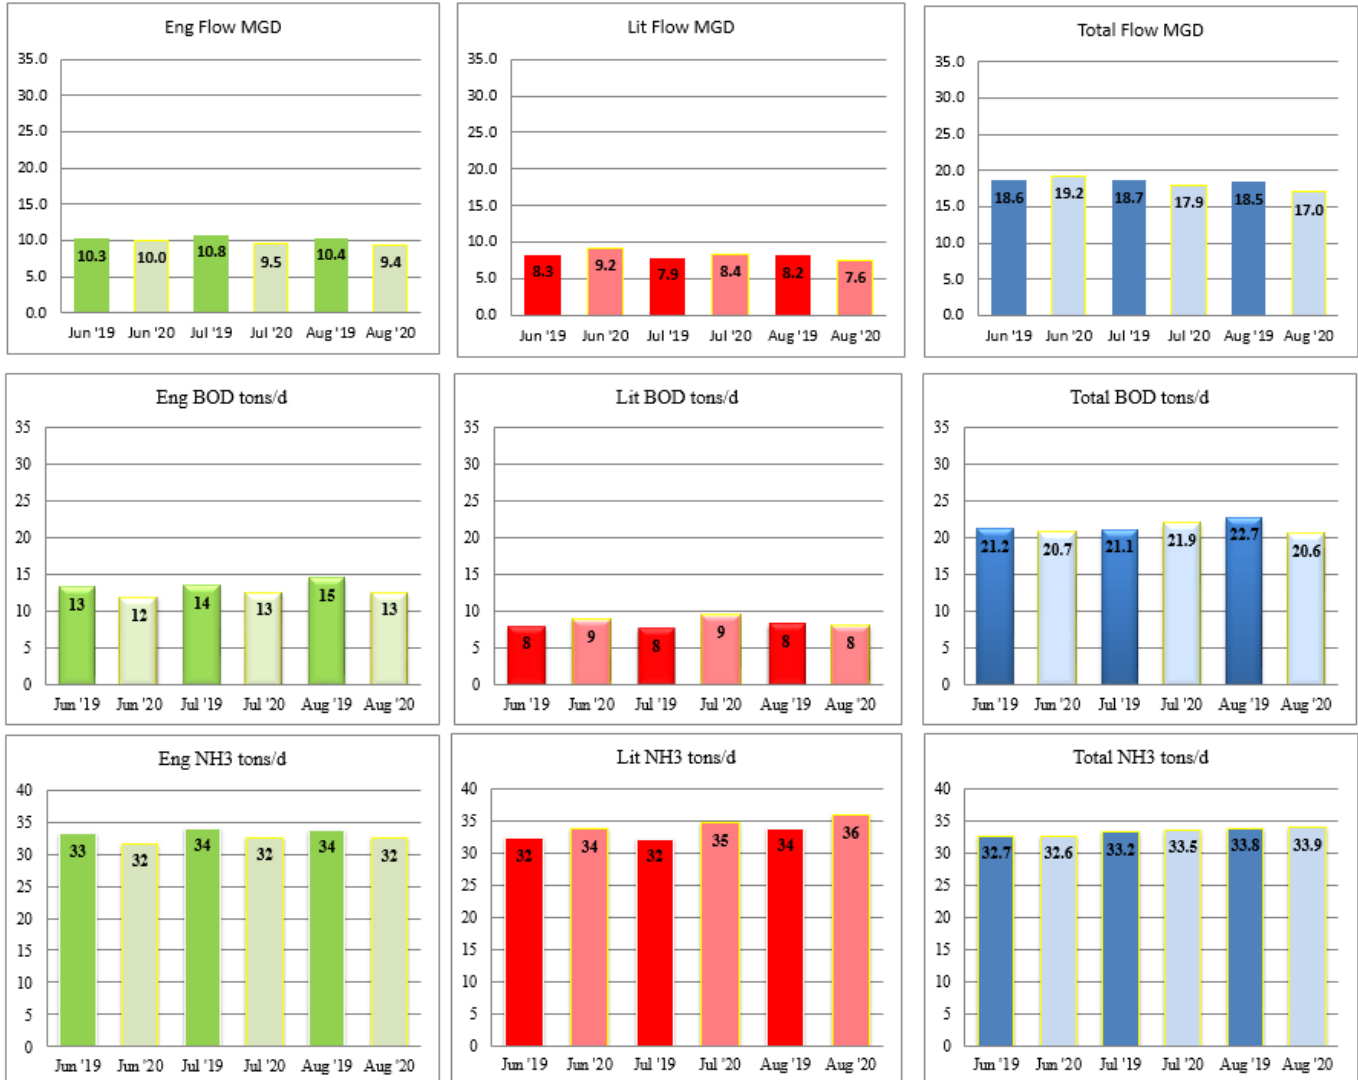 Eng Flow MGD
35.0
30.0
25.0
20.0
15.0
10.0
5.0
0.0
10.3 10.0 10.8 9.5 10.4 9.4
Jun '19 Jun '20 Jul '19 Jul '20 Aug '19 Aug '20
Lit Flow MGD
35.0
30.0
25.0
20.0
15.0
10.0
5.0
0.0
8.3 9.2 7.9 8.4 8.2 7.6
Jun '19 Jun '20 Jul '19 Jul '20 Aug '19 Aug '20
Total Flow MGD
35.0
30.0
25.0
20.0
15.0
10.0
5.0
0.0
18.6 19.2 18.7 17.9 18.5 17.0
Jun '19 Jun '20 Jul '19 Jul '20 Aug '19 Aug '20
Eng BOD tons/d
35
30
25
20
15
10
5
0
13 12 14 13 15 13
Jun '19 Jun '20 Jul '19 Jul '20 Aug '19 Aug '20
Lit BOD tons/d
35
30
25
20
15
10
5
0
8 9 8 9 8 8
Jun '19 Jun '20 Jul '19 Jul '20 Aug '19 Aug '20
Total BOD tons/d
35
30
25
20
15
10
5
0
21.2 20.7 21.1 21.9 22.7 20.6
Jun '19 Jun '20 Jul '19 Jul '20 Aug '19 Aug '20
Eng NH3 tons/d
40
35
30
25
20
15
10
5
0
33 32 34 32 34 32
Jun '19 Jun '20 Jul '19 Jul '20 Aug '19 Aug '20
Lit NH3 tons/d
40
35
30
25
20
15
10
5
0
32 34 32 35 34 36
Jun '19 Jun '20 Jul '19 Jul '20 Aug '19 Aug '20
Total NH3 tons/d
40
35
30
25
20
15
10
5
0
32.7 32.6 33.2 33.5 33.8 33.9
Jun '19 Jun '20 Jul '19 Jul '20 Aug '19 Aug '20